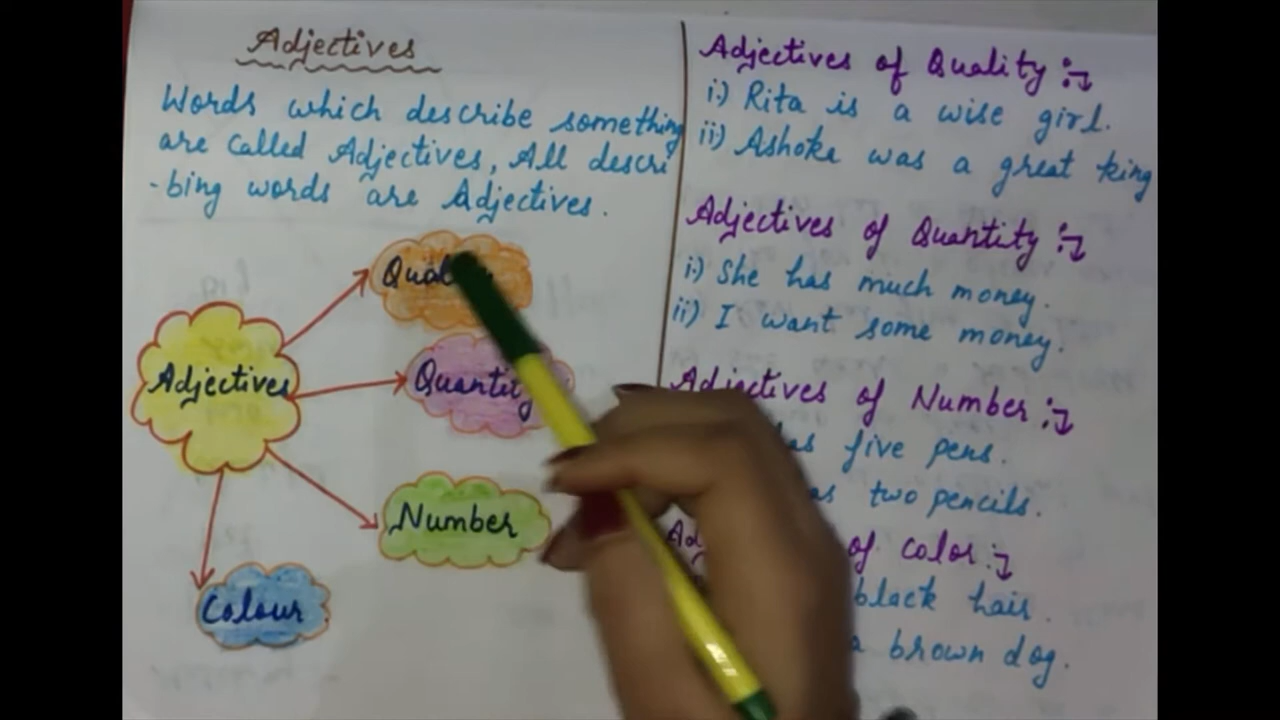 Adjectives
Words which describe something
are called Adjectives, All descri
-bing words are Adjectives.
Adjectives
Quantity
Number
Colour
Adjectives of Quality :→
i.) Rita is a wise girl.
ii) Ashoka was a great king
Adjectives of Quantity :→
i.) She has much money.
ii) I want some money.
Adjectives of Number :→
five pens.
two pencils.
of color :→
black hair.
a brown dog.